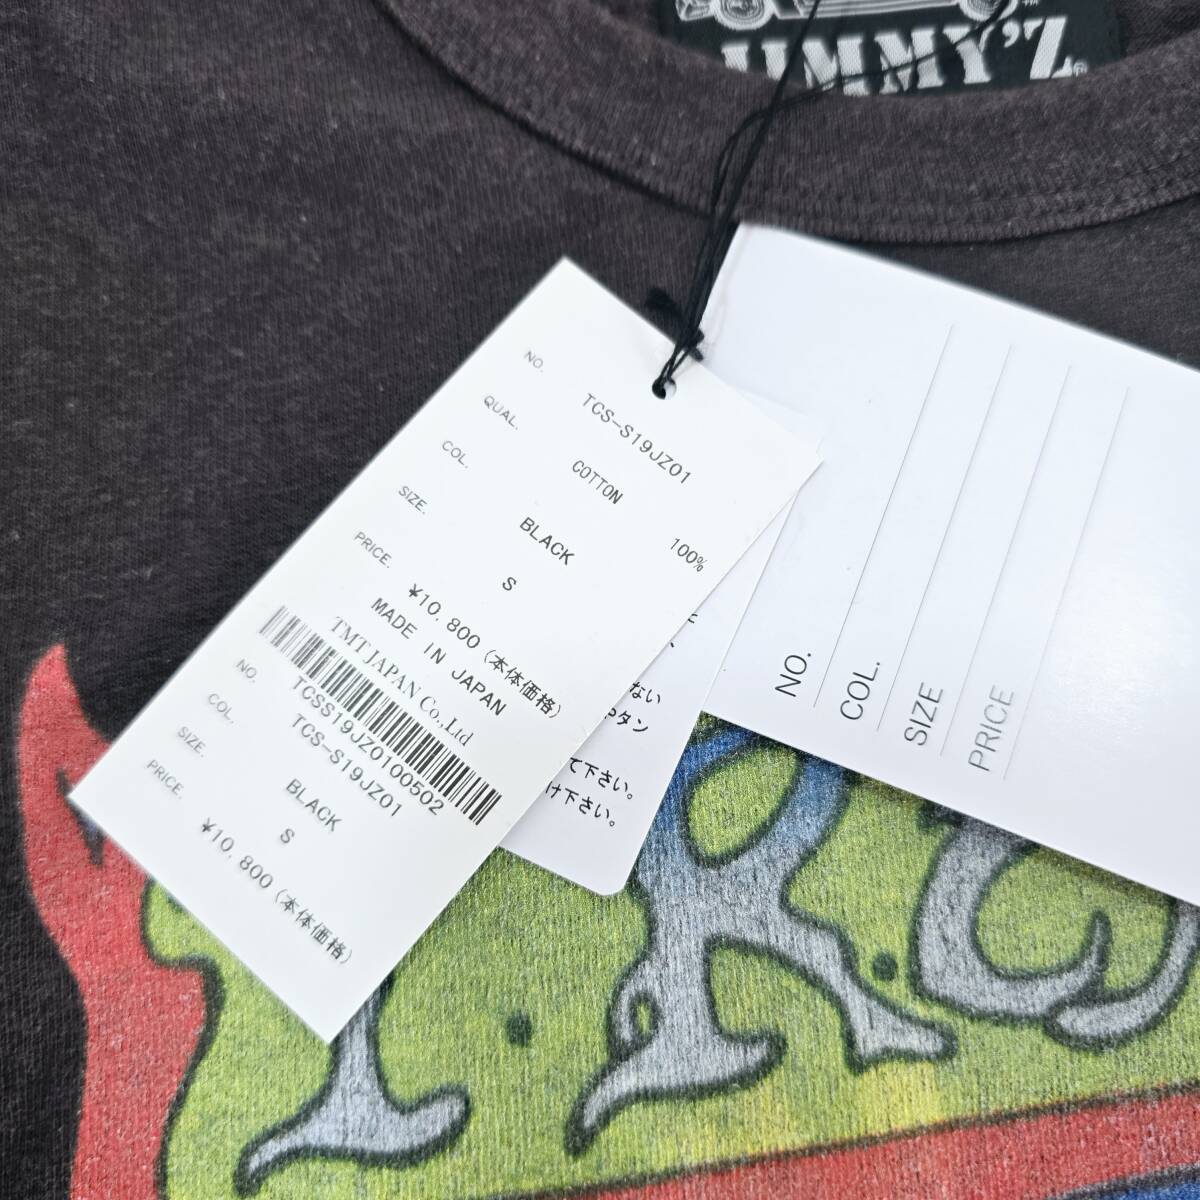 JIMMY'Z
NO. TCS-S19JZ01
QUAL. COTTON 100%
COL. BLACK
SIZE. S
PRICE. ¥10,800(本体価格)
MADE IN JAPAN
TMT JAPAN Co.,Ltd
TCSS19JZ0100502
NO. TCS-S19JZ01
COL. BLACK
SIZE. S
PRICE. ¥10,800(本体価格)
ない
タン
て下さい。
け下さい。
NO.
COL.
SIZE
PRICE